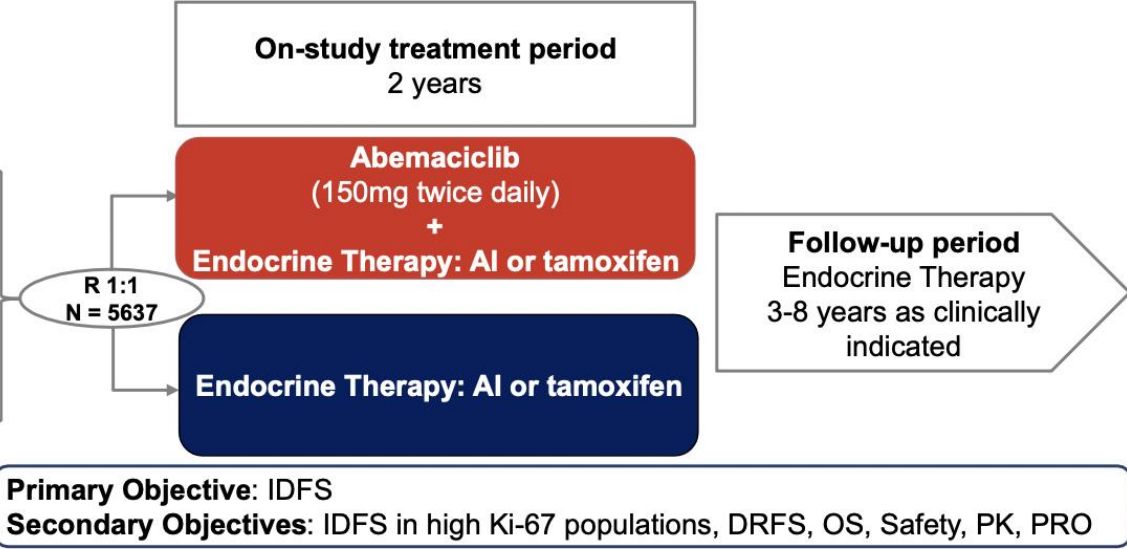 On-study treatment period
2 years
Abemaciclib
(150mg twice daily)
+
Endocrine Therapy: AI or tamoxifen
R 1:1
N = 5637
Endocrine Therapy: AI or tamoxifen
Follow-up period
Endocrine Therapy
3-8 years as clinically
indicated
Primary Objective: IDFS
Secondary Objectives: IDFS in high Ki-67 populations, DRFS, OS, Safety, PK, PRO